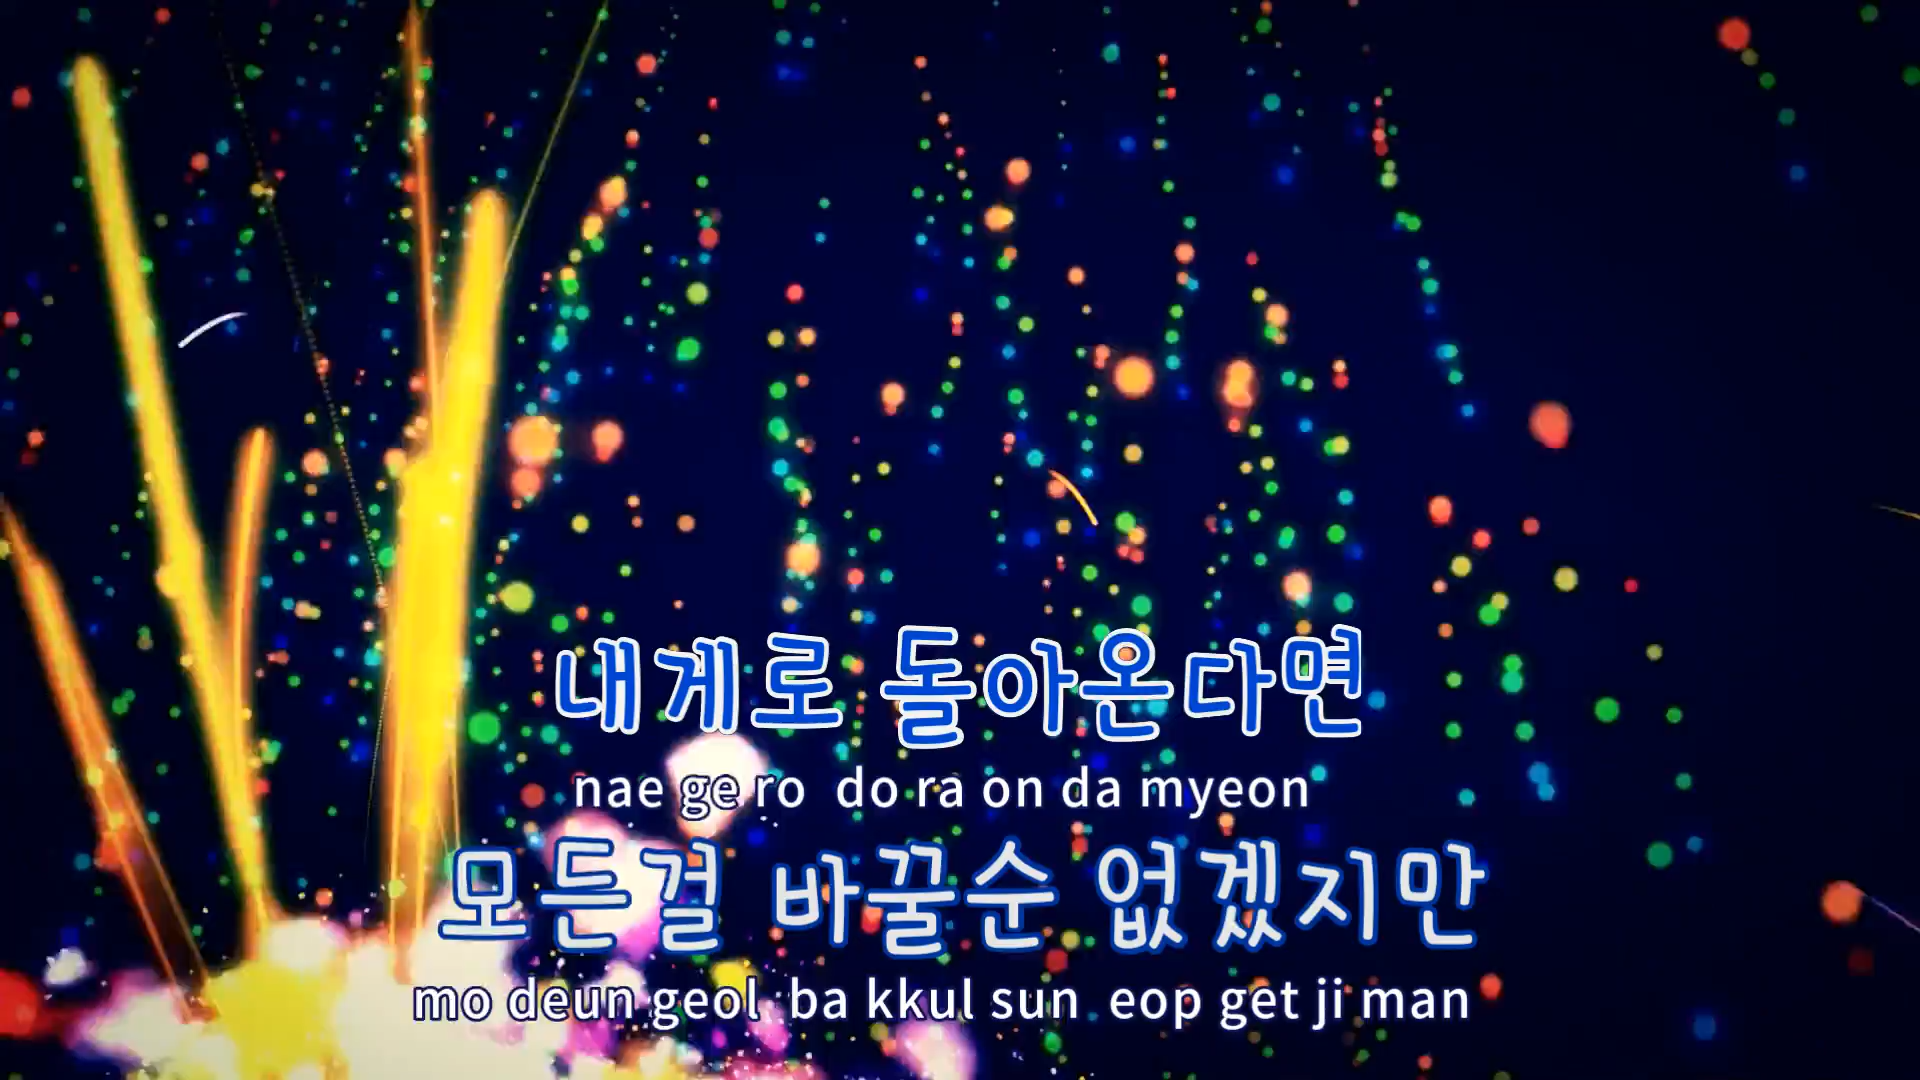 내게로 돌아온다면
nae ge ro do ra on da myeon
모든걸 바꿀순 없겠지만
mo deun geol ba kkul sun eop get ji man